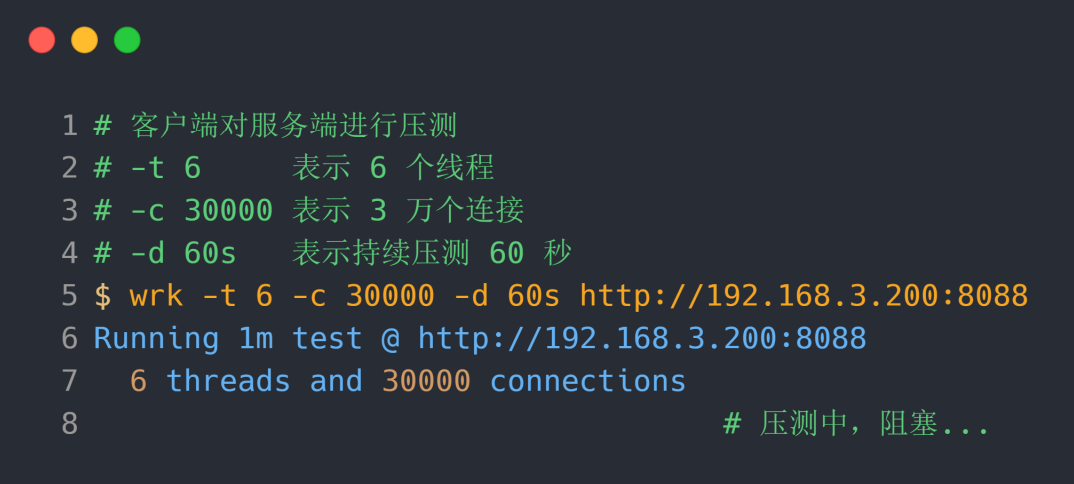 1 # 客户端对服务端进行压测
2 # -t 6     表示 6 个线程
3 # -c 30000 表示 3 万个连接
4 # -d 60s   表示持续压测 60 秒
5 $ wrk -t 6 -c 30000 -d 60s http://192.168.3.200:8088
6 Running 1m test @ http://192.168.3.200:8088
7   6 threads and 30000 connections
8                                    # 压测中，阻塞...